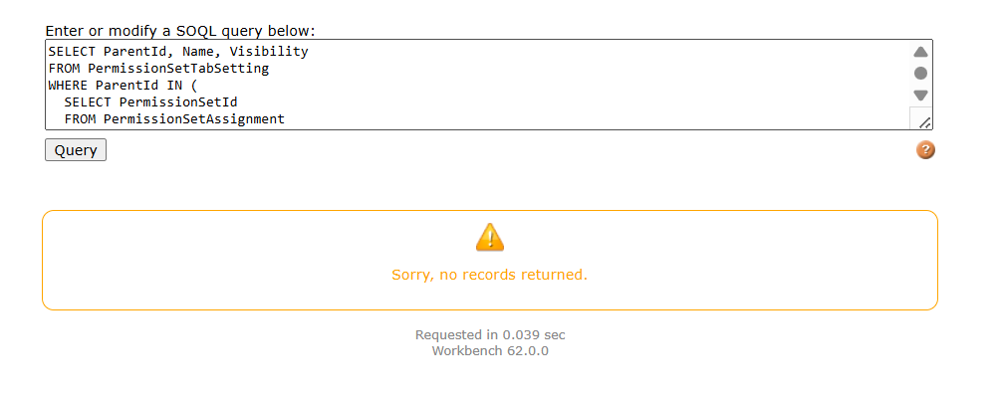 Enter or modify a SOQL query below:
SELECT ParentId, Name, Visibility
FROM PermissionSetTabSetting
WHERE ParentId IN (
  SELECT PermissionSetId
  FROM PermissionSetAssignment
Query
?
Sorry, no records returned.
Requested in 0.039 sec
Workbench 62.0.0